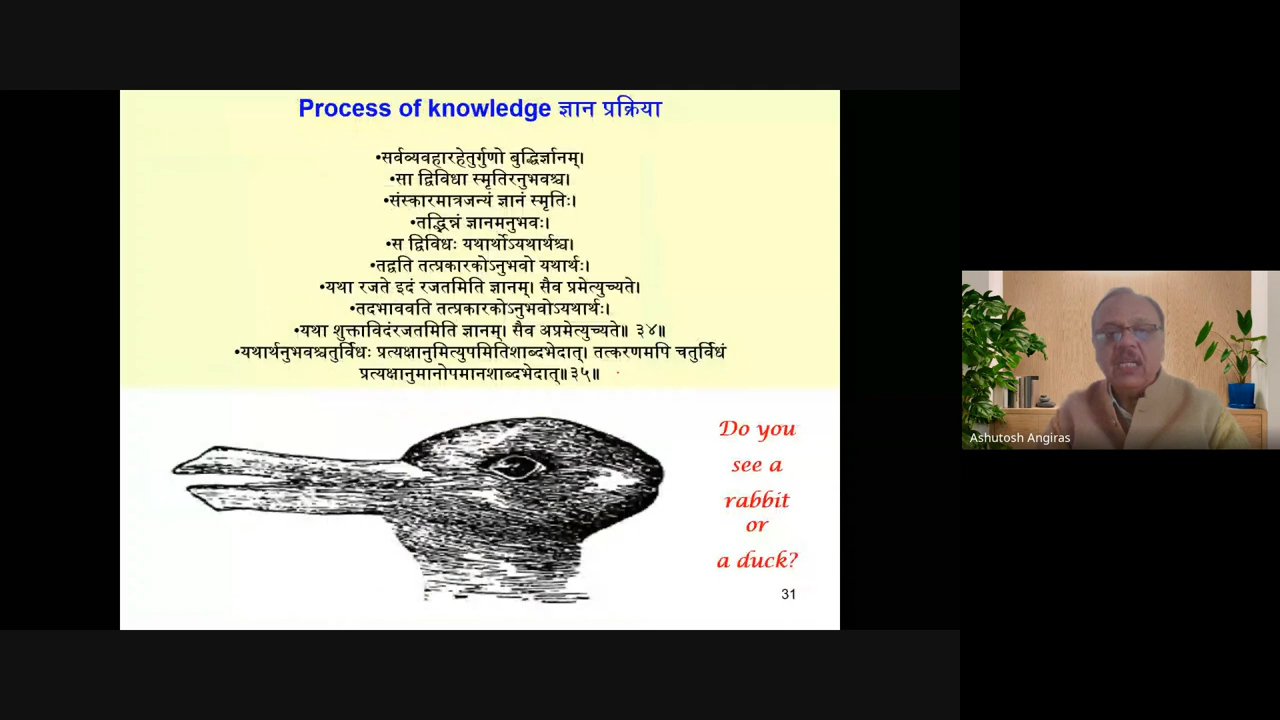 Process of knowledge ज्ञान प्रक्रिया
•सर्वव्यवहारहेतुर्गुणो बुद्धिर्ज्ञानम्।
•सा द्विविधा स्मृतिरनुभवश्च।
•संस्कारमात्रजन्यं ज्ञानं स्मृतिः।
•तद्भिन्नं ज्ञानमनुभवः।
•स द्विविधः यथार्थोऽयथार्थश्च।
•तद्वति तत्प्रकारकोऽनुभवो यथार्थः।
•यथा रजते इदं रजतमिति ज्ञानम्। सैव प्रमेत्युच्यते।
•तदभाववति तत्प्रकारकोऽनुभवोऽयथार्थः।
•यथा शुक्ताविदंरजतमिति ज्ञानम्। सैव अप्रमेत्युच्यते॥ ३४॥
•यथार्थनुभवश्चतुर्विधः प्रत्यक्षानुमित्युपमितिशाब्दभेदात्। तत्करणमपि चतुर्विधं
प्रत्यक्षानुमानोपमानशाब्दभेदात्॥३५॥
Do you
see a
rabbit
or
a duck?
31
Ashutosh Angiras